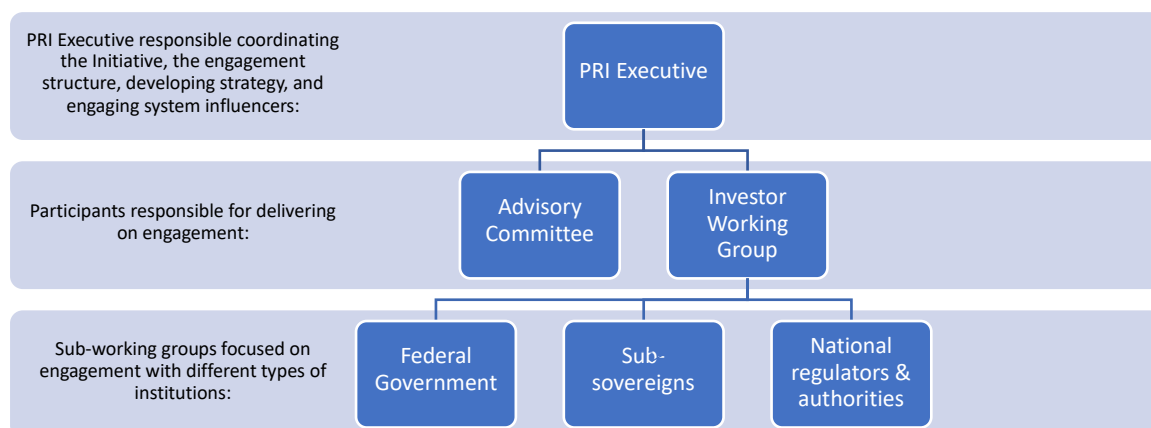 PRI Executive responsible coordinating
the Initiative, the engagement
structure, developing strategy, and
engaging system influencers:
PRI Executive
Participants responsible for delivering
on engagement:
Advisory
Committee
Investor
Working
Group
Sub-working groups focused on
engagement with different types of
institutions:
Federal
Government
Sub-
sovereigns
National
regulators &
authorities